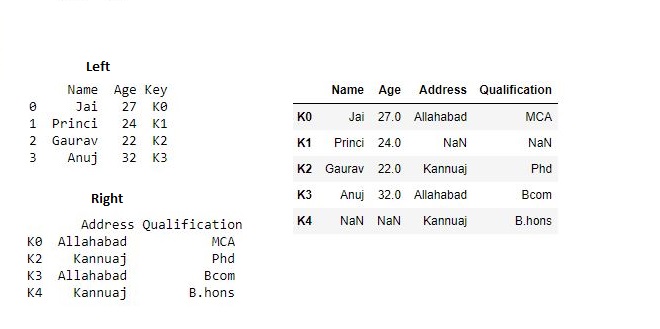 Left
Name Age Key
0 Jai 27 K0
1 Princi 24 K1
2 Gaurav 22 K2
3 Anuj 32 K3
Right
Address Qualification
K0 Allahabad MCA
K2 Kannuaj Phd
K3 Allahabad Bcom
K4 Kannuaj B.hons
Name Age Address Qualification
K0 Jai 27.0 Allahabad MCA
K1 Princi 24.0 NaN NaN
K2 Gaurav 22.0 Kannuaj Phd
K3 Anuj 32.0 Allahabad Bcom
K4 NaN NaN Kannuaj B.hons